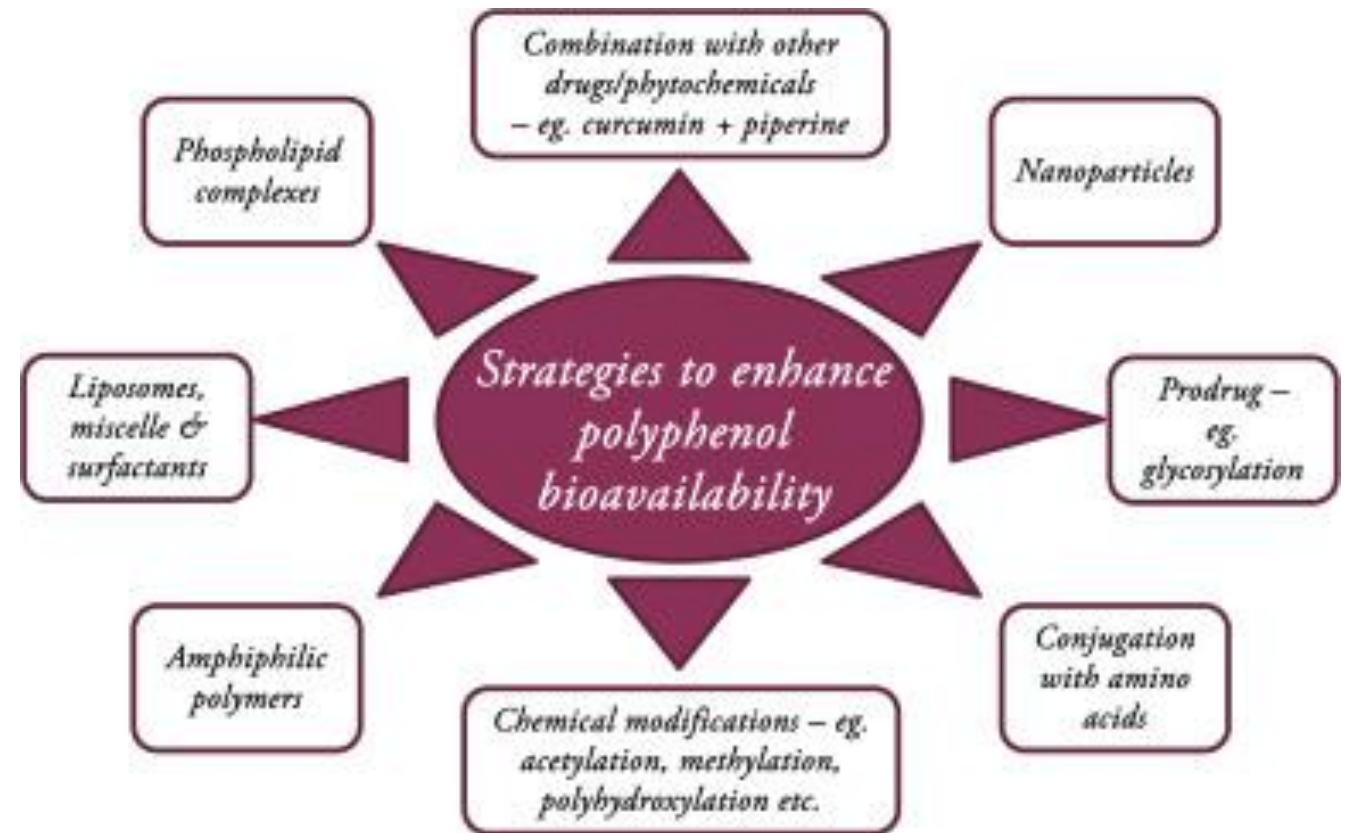 Combination with other
drugs/phytochemicals
– eg. curcumin + piperine
Phospholipid
complexes
Nanoparticles
Liposomes,
miscelle &
surfactants
Strategies to enhance
polyphenol
bioavailability
Prodrug –
eg.
glycosylation
Amphiphilic
polymers
Conjugation
with amino
acids
Chemical modifications – eg.
acetylation, methylation,
polyhydroxylation etc.